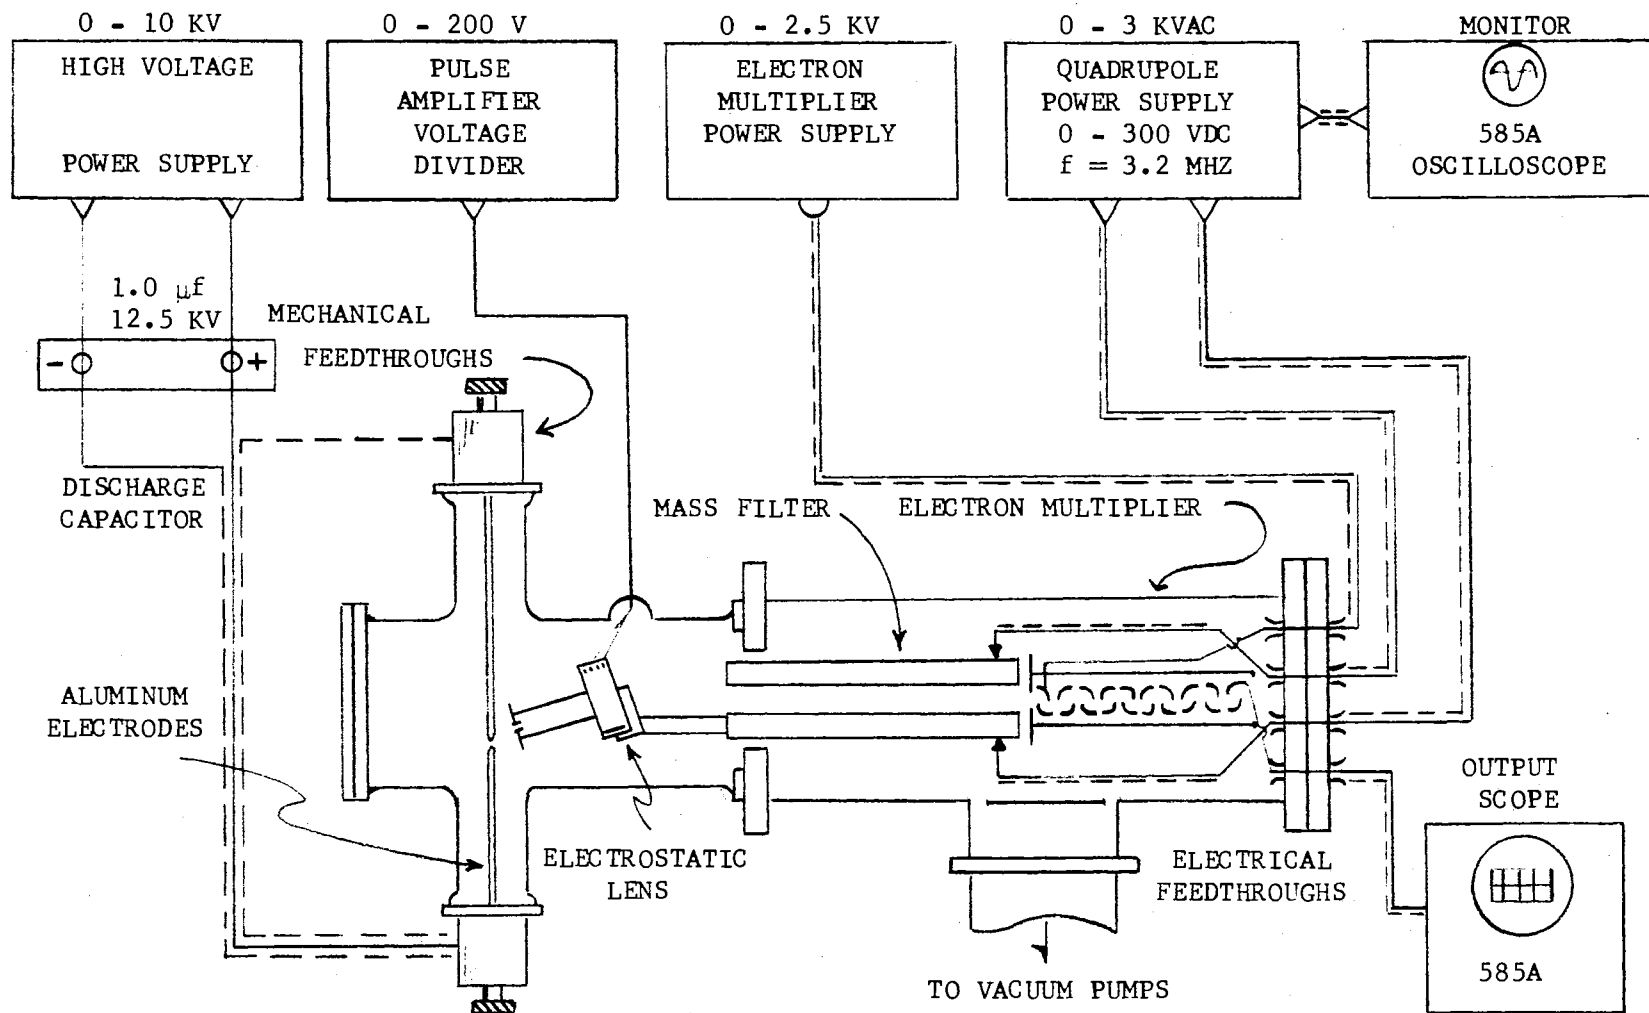 0 - 10 KV
HIGH VOLTAGE
POWER SUPPLY
0 - 200 V
PULSE
AMPLIFIER
VOLTAGE
DIVIDER
0 - 2.5 KV
ELECTRON
MULTIPLIER
POWER SUPPLY
0 - 3 KVAC
QUADRUPOLE
POWER SUPPLY
0 - 300 VDC
f = 3.2 MHZ
MONITOR
585A
OSCILLOSCOPE
1.0 μf
12.5 KV
- +
MECHANICAL
FEEDTHROUGHS
DISCHARGE
CAPACITOR
MASS FILTER
ELECTRON MULTIPLIER
ALUMINUM
ELECTRODES
ELECTROSTATIC
LENS
ELECTRICAL
FEEDTHROUGHS
OUTPUT
SCOPE
585A
TO VACUUM PUMPS